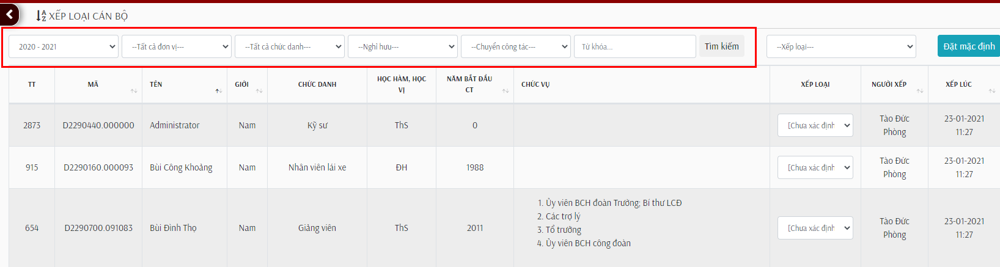 XẾP LOẠI CÁN BỘ
2020 - 2021
--Tất cả đơn vị---
--Tất cả chức danh---
--Nghỉ hưu---
--Chuyển công tác---
Từ khóa...
Tìm kiếm
--Xếp loại---
Đặt mặc định
TT
MÃ
TÊN
GIỚI
CHỨC DANH
HỌC HÀM, HỌC
VỊ
NĂM BẮT ĐẦU
CT
CHỨC VỤ
XẾP LOẠI
NGƯỜI XẾP
XẾP LÚC
2873
D2290440.000000
Administrator
Nam
Kỹ sư
ThS
0
[Chưa xác định
Tào Đức
Phòng
23-01-2021
11:27
915
D2290160.000093
Bùi Công Khoảng
Nam
Nhân viên lái xe
ĐH
1988
[Chưa xác định
Tào Đức
Phòng
23-01-2021
11:27
654
D2290700.091083
Bùi Đình Thọ
Nam
Giảng viên
ThS
2011
1. Ủy viên BCH đoàn Trường; Bí thư LCĐ
2. Các trợ lý
3. Tổ trưởng
4. Ủy viên BCH công đoàn
[Chưa xác định
Tào Đức
Phòng
23-01-2021
11:27